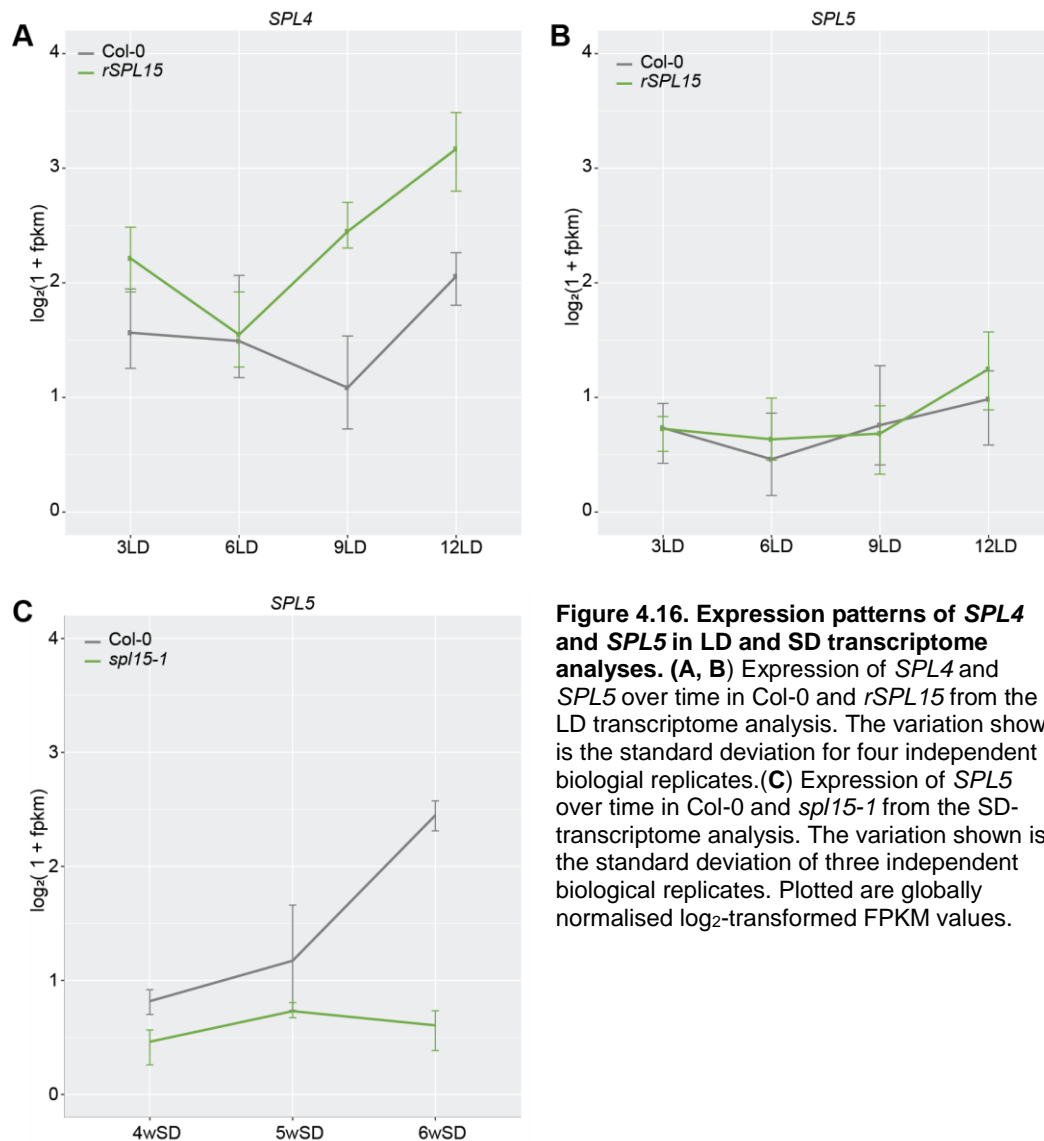 A
SPL4
Col-0
rSPL15
log₂(1 + fpkm)
4
3
2
1
0
3LD 6LD 9LD 12LD
B
SPL5
Col-0
rSPL15
log₂(1 + fpkm)
4
3
2
1
0
3LD 6LD 9LD 12LD
C
SPL5
Col-0
spl15-1
log₂( 1 + fpkm)
4
3
2
1
0
4wSD 5wSD 6wSD
Figure 4.16. Expression patterns of SPL4
and SPL5 in LD and SD transcriptome
analyses. (A, B) Expression of SPL4 and
SPL5 over time in Col-0 and rSPL15 from the
LD transcriptome analysis. The variation show
is the standard deviation for four independent
biologial replicates.(C) Expression of SPL5
over time in Col-0 and spl15-1 from the SD-
transcriptome analysis. The variation shown is
the standard deviation of three independent
biological replicates. Plotted are globally
normalised log₂-transformed FPKM values.